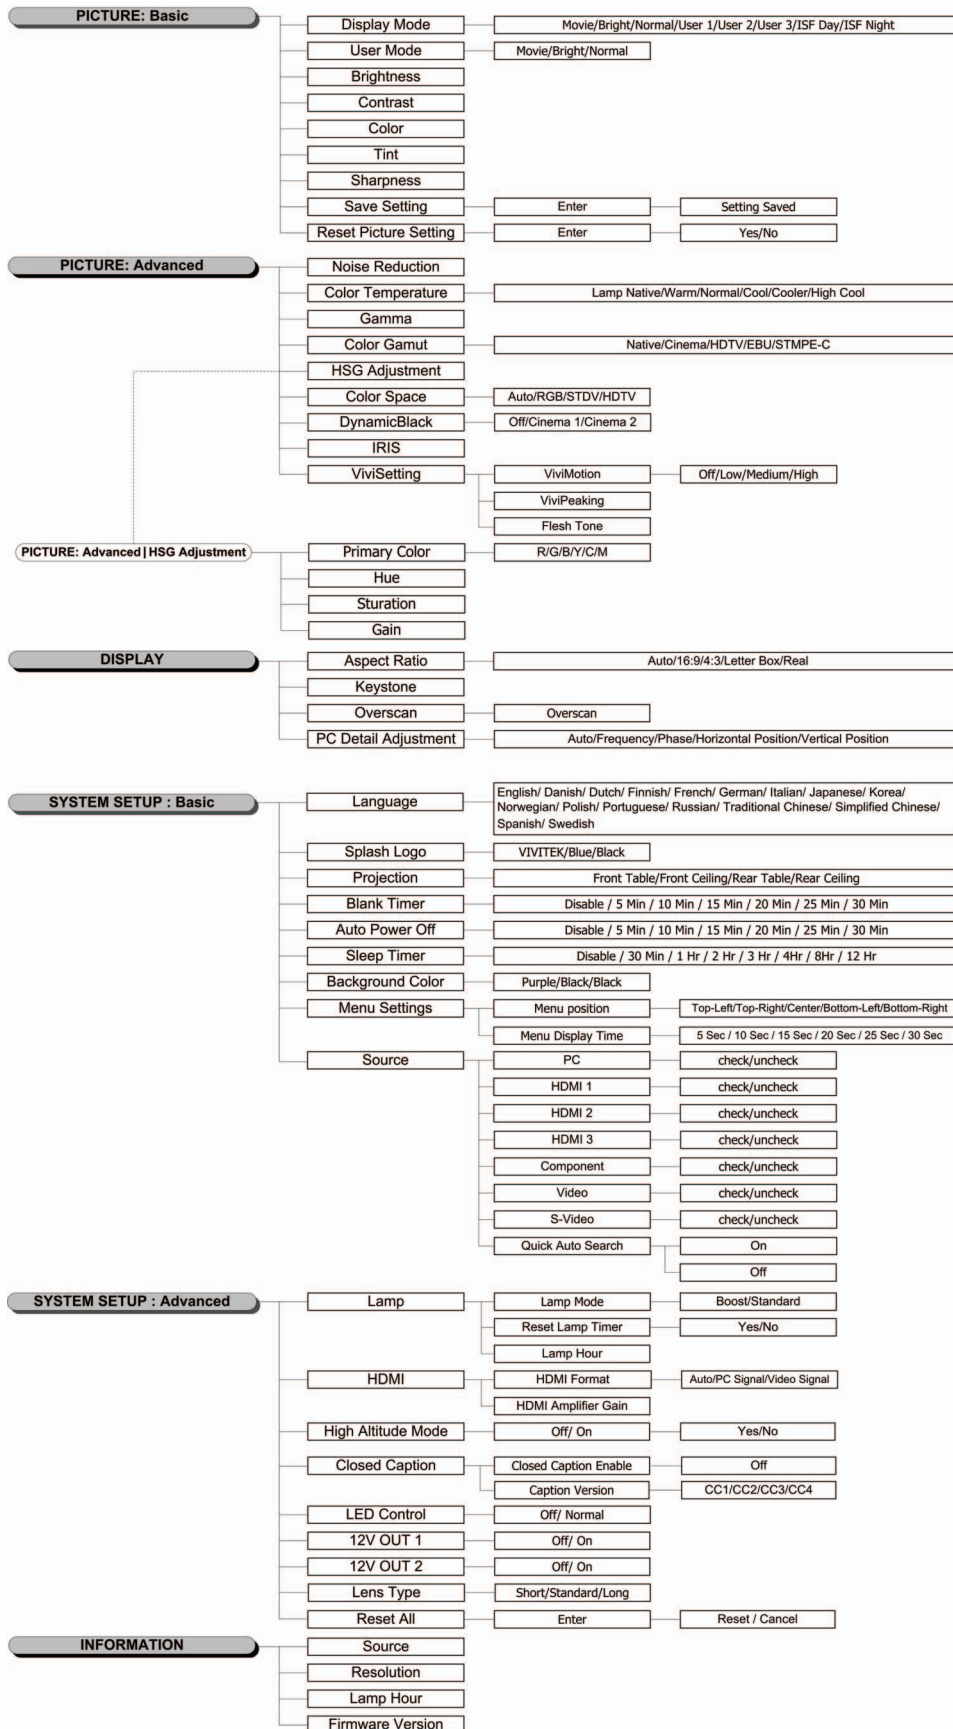 PICTURE: Basic
Display Mode
Movie/Bright/Normal/User 1/User 2/User 3/ISF Day/ISF Night
User Mode
Movie/Bright/Normal
Brightness
Contrast
Color
Tint
Sharpness
Save Setting
Enter
Setting Saved
Reset Picture Setting
Enter
Yes/No
PICTURE: Advanced
Noise Reduction
Color Temperature
Lamp Native/Warm/Normal/Cool/Cooler/High Cool
Gamma
Color Gamut
Native/Cinema/HDTV/EBU/STMPE-C
HSG Adjustment
Color Space
Auto/RGB/STDV/HDTV
DynamicBlack
Off/Cinema 1/Cinema 2
IRIS
ViviSetting
ViviMotion
Off/Low/Medium/High
ViviPeaking
Flesh Tone
PICTURE: Advanced | HSG Adjustment
Primary Color
R/G/B/Y/C/M
Hue
Sturation
Gain
DISPLAY
Aspect Ratio
Auto/16:9/4:3/Letter Box/Real
Keystone
Overscan
Overscan
PC Detail Adjustment
Auto/Frequency/Phase/Horizontal Position/Vertical Position
SYSTEM SETUP : Basic
Language
English/ Danish/ Dutch/ Finnish/ French/ German/ Italian/ Japanese/ Korea/
Norwegian/ Polish/ Portuguese/ Russian/ Traditional Chinese/ Simplified Chinese/
Spanish/ Swedish
Splash Logo
VIVITEK/Blue/Black
Projection
Front Table/Front Ceiling/Rear Table/Rear Ceiling
Blank Timer
Disable / 5 Min / 10 Min / 15 Min / 20 Min / 25 Min / 30 Min
Auto Power Off
Disable / 5 Min / 10 Min / 15 Min / 20 Min / 25 Min / 30 Min
Sleep Timer
Disable / 30 Min / 1 Hr / 2 Hr / 3 Hr / 4Hr / 8Hr / 12 Hr
Background Color
Purple/Black/Black
Menu Settings
Menu position
Top-Left/Top-Right/Center/Bottom-Left/Bottom-Right
Menu Display Time
5 Sec / 10 Sec / 15 Sec / 20 Sec / 25 Sec / 30 Sec
Source
PC
check/uncheck
HDMI 1
check/uncheck
HDMI 2
check/uncheck
HDMI 3
check/uncheck
Component
check/uncheck
Video
check/uncheck
S-Video
check/uncheck
Quick Auto Search
On
Off
SYSTEM SETUP : Advanced
Lamp
Lamp Mode
Boost/Standard
Reset Lamp Timer
Yes/No
Lamp Hour
HDMI
HDMI Format
Auto/PC Signal/Video Signal
HDMI Amplifier Gain
High Altitude Mode
Off/ On
Yes/No
Closed Caption
Closed Caption Enable
Off
Caption Version
CC1/CC2/CC3/CC4
LED Control
Off/ Normal
12V OUT 1
Off/ On
12V OUT 2
Off/ On
Lens Type
Short/Standard/Long
Reset All
Enter
Reset / Cancel
INFORMATION
Source
Resolution
Lamp Hour
Firmware Version